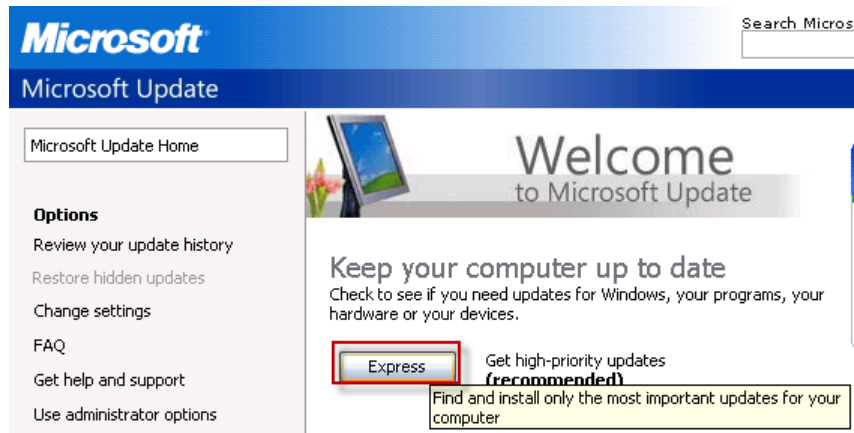 Microsoft
Search Micros
Microsoft Update
Microsoft Update Home
Welcome
to Microsoft Update
Options
Review your update history
Restore hidden updates
Change settings
FAQ
Get help and support
Use administrator options
Keep your computer up to date
Check to see if you need updates for Windows, your programs, your
hardware or your devices.
Express
Get high-priority updates
(recommended)
Find and install only the most important updates for your
computer